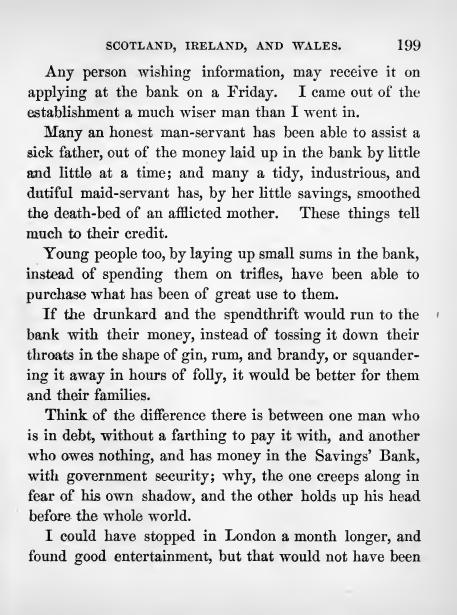 SCOTLAND, IRELAND, AND WALES. 199
Any person wishing information, may receive it on
applying at the bank on a Friday. I came out of the
establishment a much wiser man than I went in.
Many an honest man-servant has been able to assist a
sick father, out of the money laid up in the bank by little
and little at a time; and many a tidy, industrious, and
dutiful maid-servant has, by her little savings, smoothed
the death-bed of an afflicted mother. These things tell
much to their credit.
Young people too, by laying up small sums in the bank,
instead of spending them on trifles, have been able to
purchase what has been of great use to them.
If the drunkard and the spendthrift would run to the
bank with their money, instead of tossing it down their
throats in the shape of gin, rum, and brandy, or squander-
ing it away in hours of folly, it would be better for them
and their families.
Think of the difference there is between one man who
is in debt, without a farthing to pay it with, and another
who owes nothing, and has money in the Savings' Bank,
with government security; why, the one creeps along in
fear of his own shadow, and the other holds up his head
before the whole world.
I could have stopped in London a month longer, and
found good entertainment, but that would not have been